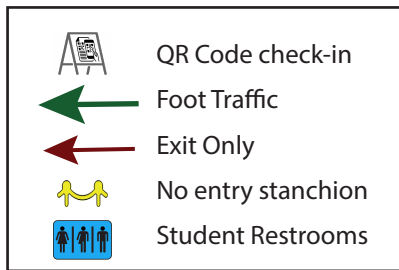 QR Code check-in
Foot Traffic
Exit Only
No entry stanchion
Student Restrooms